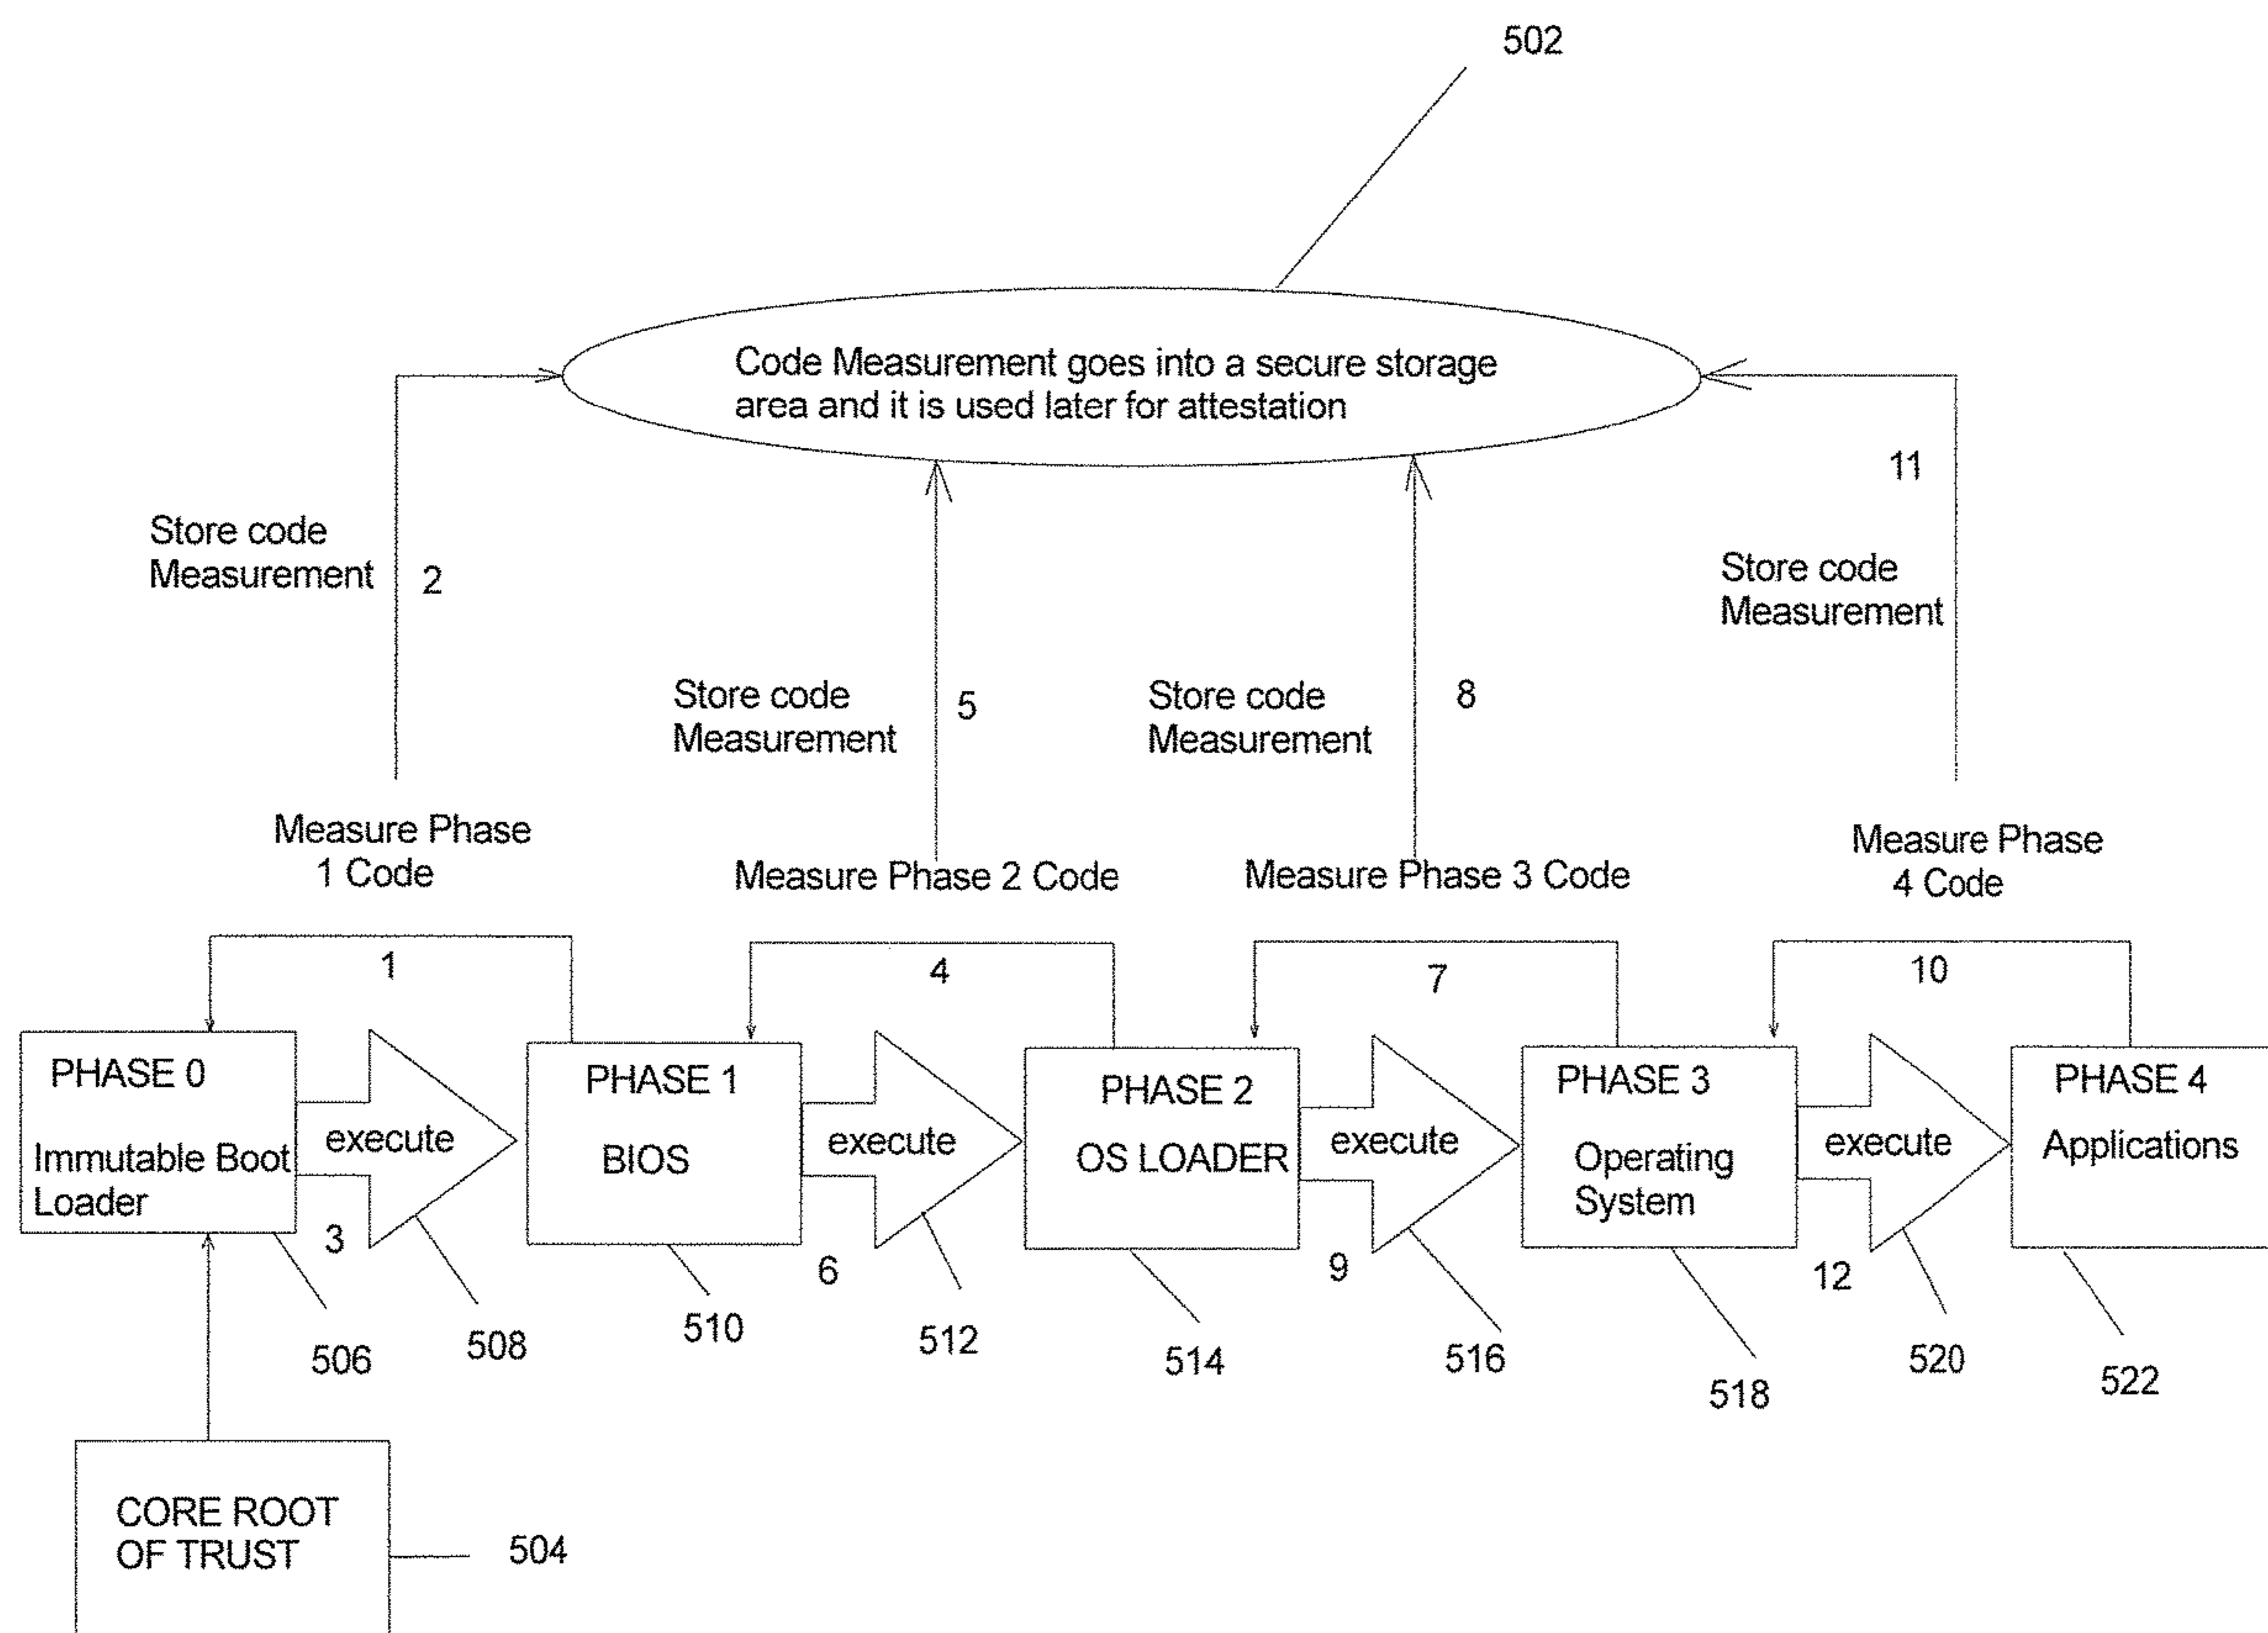 502
Code Measurement goes into a secure storage
area and it is used later for attestation
11
Store code
Measurement
2
Store code
Measurement
Store code
Measurement
5
Store code
Measurement
8
Measure Phase
1 Code
Measure Phase 2 Code
Measure Phase 3 Code
Measure Phase
4 Code
1
4
7
10
PHASE 0
Immutable Boot
Loader
execute
3
PHASE 1
BIOS
execute
6
PHASE 2
OS LOADER
execute
9
PHASE 3
Operating
System
execute
12
PHASE 4
Applications
506
508
510
512
514
516
518
520
522
CORE ROOT
OF TRUST
504